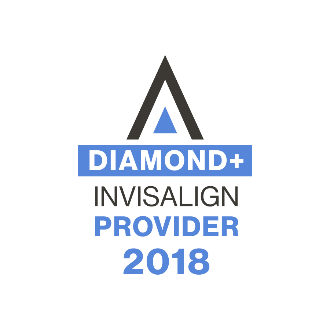 DIAMOND+
INVISALIGN
PROVIDER
2018